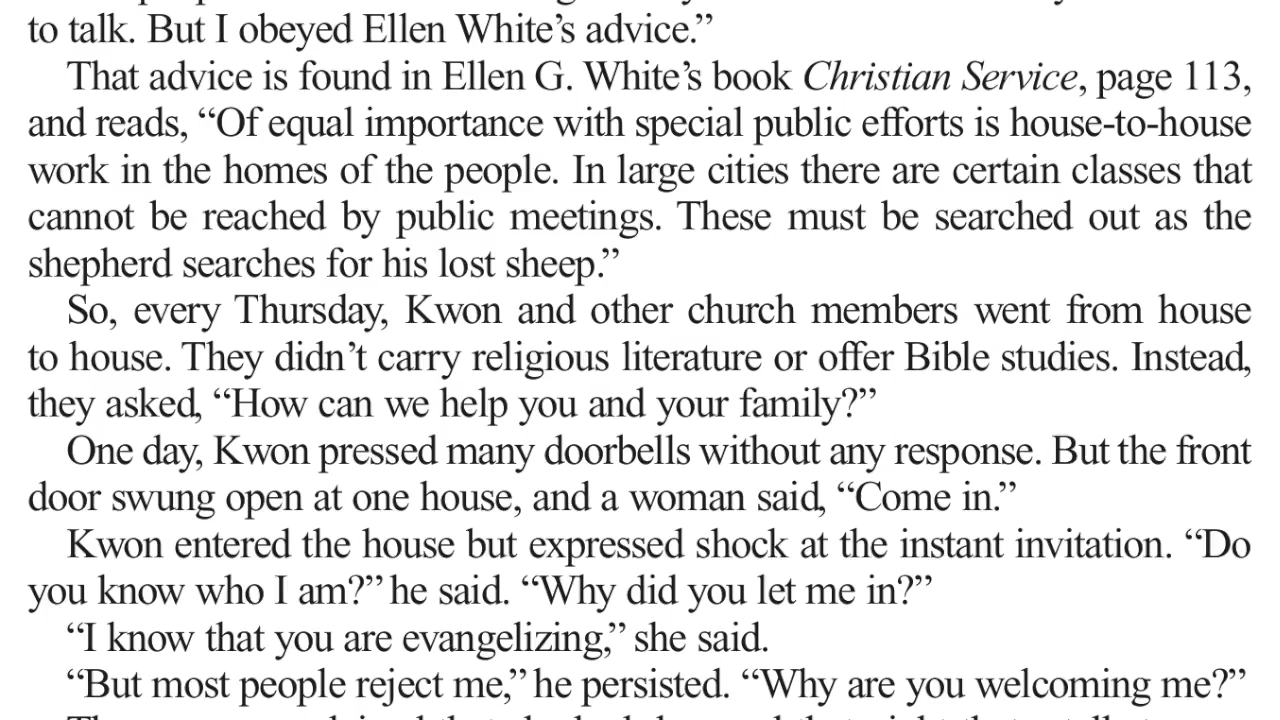 to talk. But I obeyed Ellen White’s advice.”
That advice is found in Ellen G. White’s book Christian Service, page 113,
and reads, “Of equal importance with special public efforts is house-to-house
work in the homes of the people. In large cities there are certain classes that
cannot be reached by public meetings. These must be searched out as the
shepherd searches for his lost sheep.”
So, every Thursday, Kwon and other church members went from house
to house. They didn’t carry religious literature or offer Bible studies. Instead,
they asked, “How can we help you and your family?”
One day, Kwon pressed many doorbells without any response. But the front
door swung open at one house, and a woman said, “Come in.”
Kwon entered the house but expressed shock at the instant invitation. “Do
you know who I am?” he said. “Why did you let me in?”
“I know that you are evangelizing,” she said.
“But most people reject me,” he persisted. “Why are you welcoming me?”